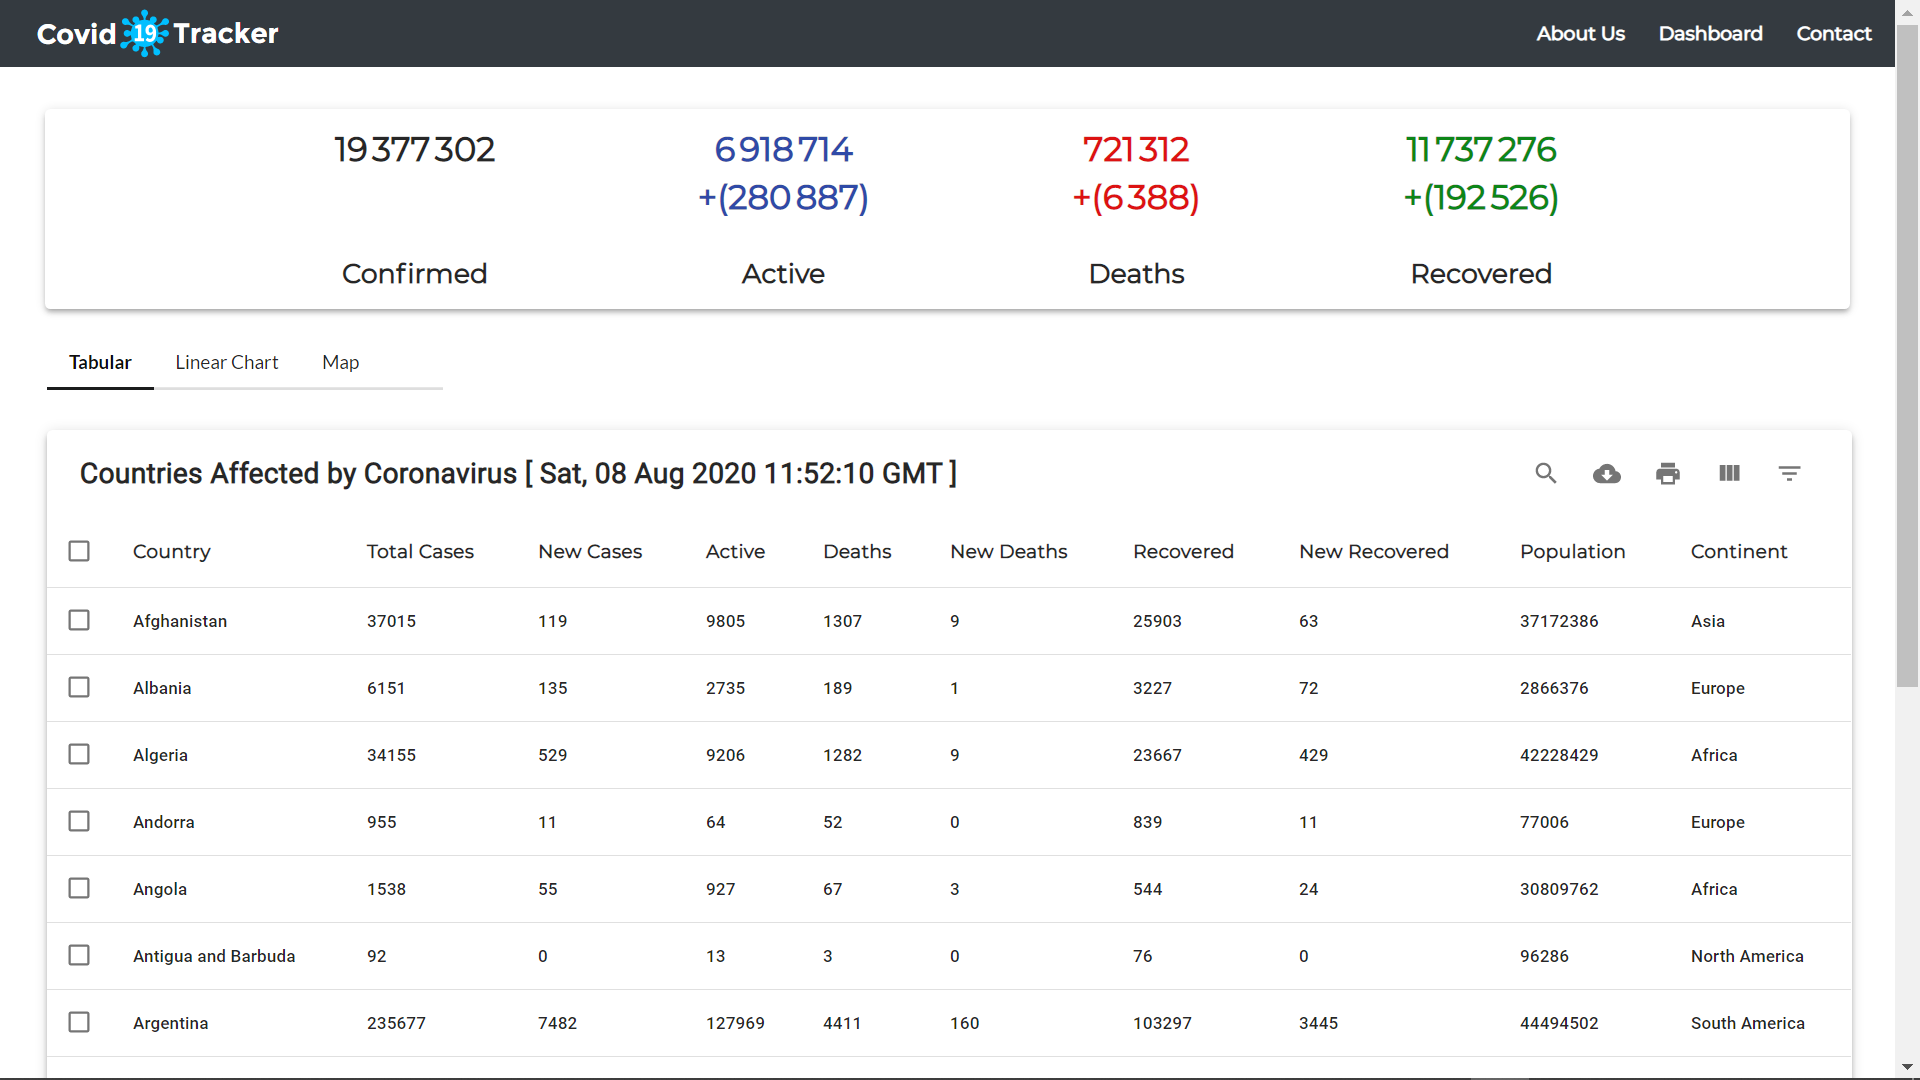 Covid 19 Tracker About Us Dashboard Contact
19 377 302 6 918 714 721 312 11 737 276
+(280 887) +(6 388) +(192 526)
Confirmed Active Deaths Recovered
Tabular Linear Chart Map
Countries Affected by Coronavirus [ Sat, 08 Aug 2020 11:52:10 GMT ]
Country Total Cases New Cases Active Deaths New Deaths Recovered New Recovered Population Continent
Afghanistan 37015 119 9805 1307 9 25903 63 37172386 Asia
Albania 6151 135 2735 189 1 3227 72 2866376 Europe
Algeria 34155 529 9206 1282 9 23667 429 42228429 Africa
Andorra 955 11 64 52 0 839 11 77006 Europe
Angola 1538 55 927 67 3 544 24 30809762 Africa
Antigua and Barbuda 92 0 13 3 0 76 0 96286 North America
Argentina 235677 7482 127969 4411 160 103297 3445 44494502 South America